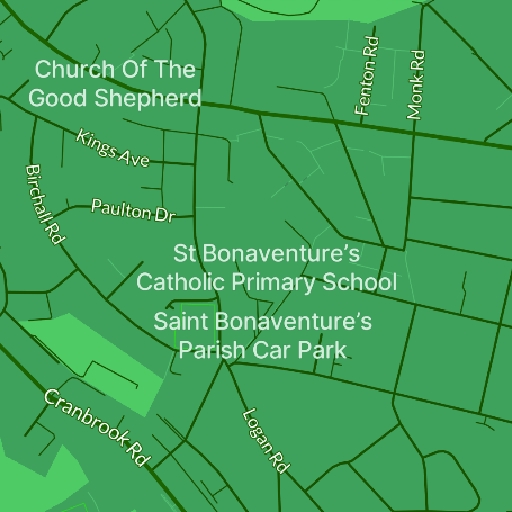 Church Of The
Good Shepherd
Fenton Rd
Monk Rd
Kings Ave
Birchall Rd
Paulton Dr
St Bonaventure's
Catholic Primary School
Saint Bonaventure's
Parish Car Park
Cranbrook Rd
Logan Rd